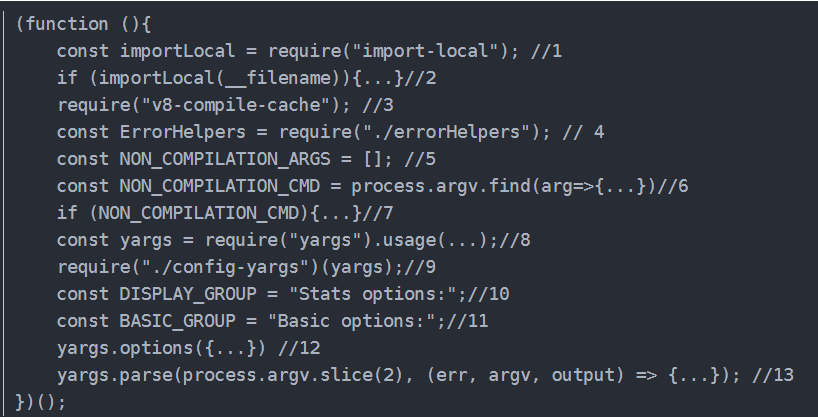 (function (){
    const importLocal = require("import-local"); //1
    if (importLocal(__filename)){...}//2
    require("v8-compile-cache"); //3
    const ErrorHelpers = require("./errorHelpers"); // 4
    const NON_COMPILATION_ARGS = []; //5
    const NON_COMPILATION_CMD = process.argv.find(arg=>{...})//6
    if (NON_COMPILATION_CMD){...}//7
    const yargs = require("yargs").usage(...);//8
    require("./config-yargs")(yargs);//9
    const DISPLAY_GROUP = "Stats options:";//10
    const BASIC_GROUP = "Basic options:";//11
    yargs.options({...}) //12
    yargs.parse(process.argv.slice(2), (err, argv, output) => {...}); //13
})();